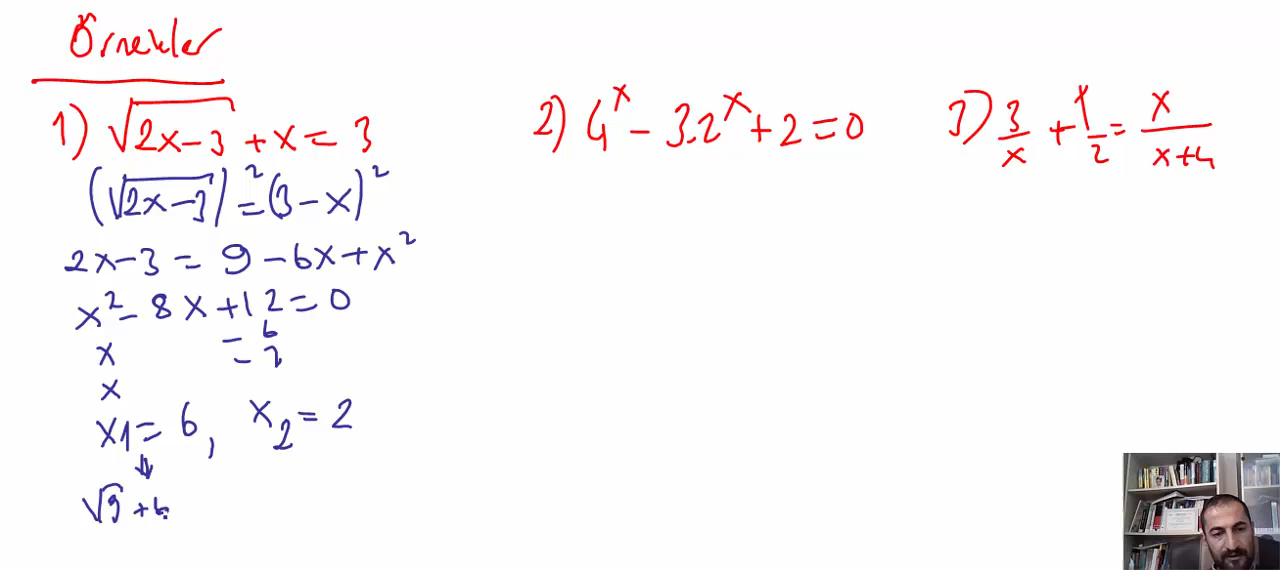 Örnekler
1) √(2x-3) + x = 3
(√(2x-3))² = (3-x)²
2x-3 = 9-6x+x²
x²-8x+12=0
x -6
x -2
x1=6, x₂=2
↓
√9 +6
2) 4^x - 3.2^x + 2 = 0
3) 3/x + 1/2 = x/(x+4)